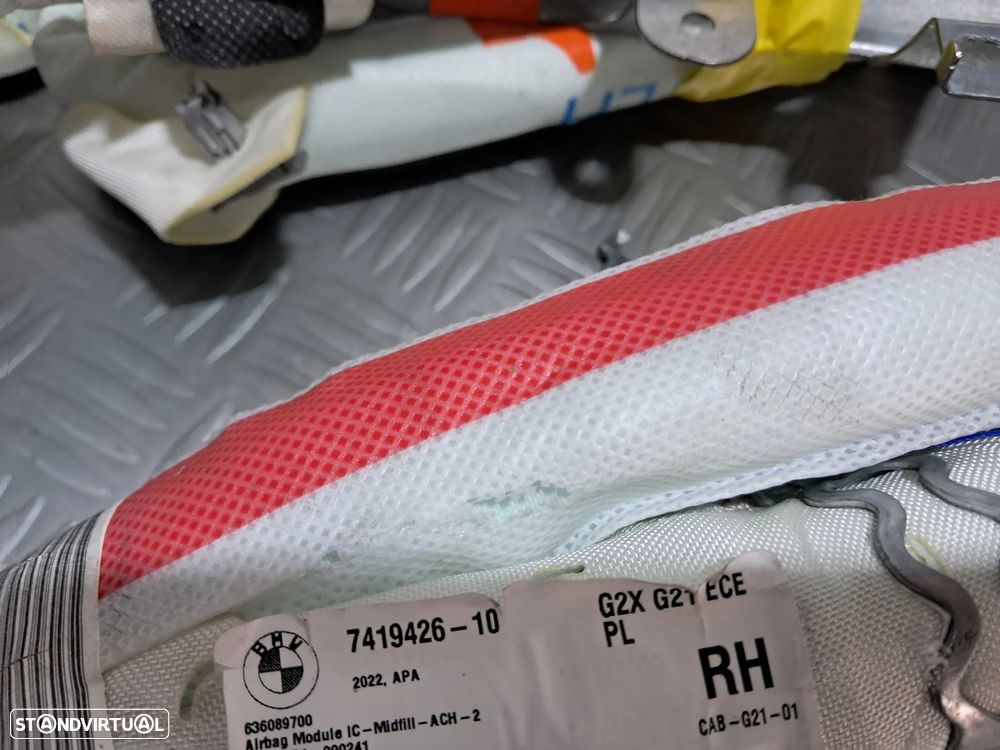 LH
7419426-10
2022, APA
G2X G21 ECE
PL
RH
CAB-G21-01
BMW
636089700
Airbag Module IC-Midfill-ACH-2
STANDVIRTUAL